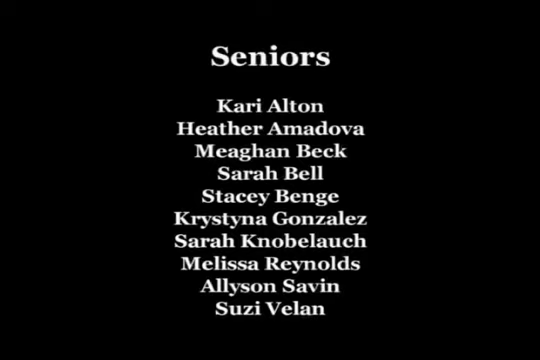 Seniors
Kari Alton
Heather Amadova
Meaghan Beck
Sarah Bell
Stacey Benge
Krystyna Gonzalez
Sarah Knobelauch
Melissa Reynolds
Allyson Savin
Suzi Velan